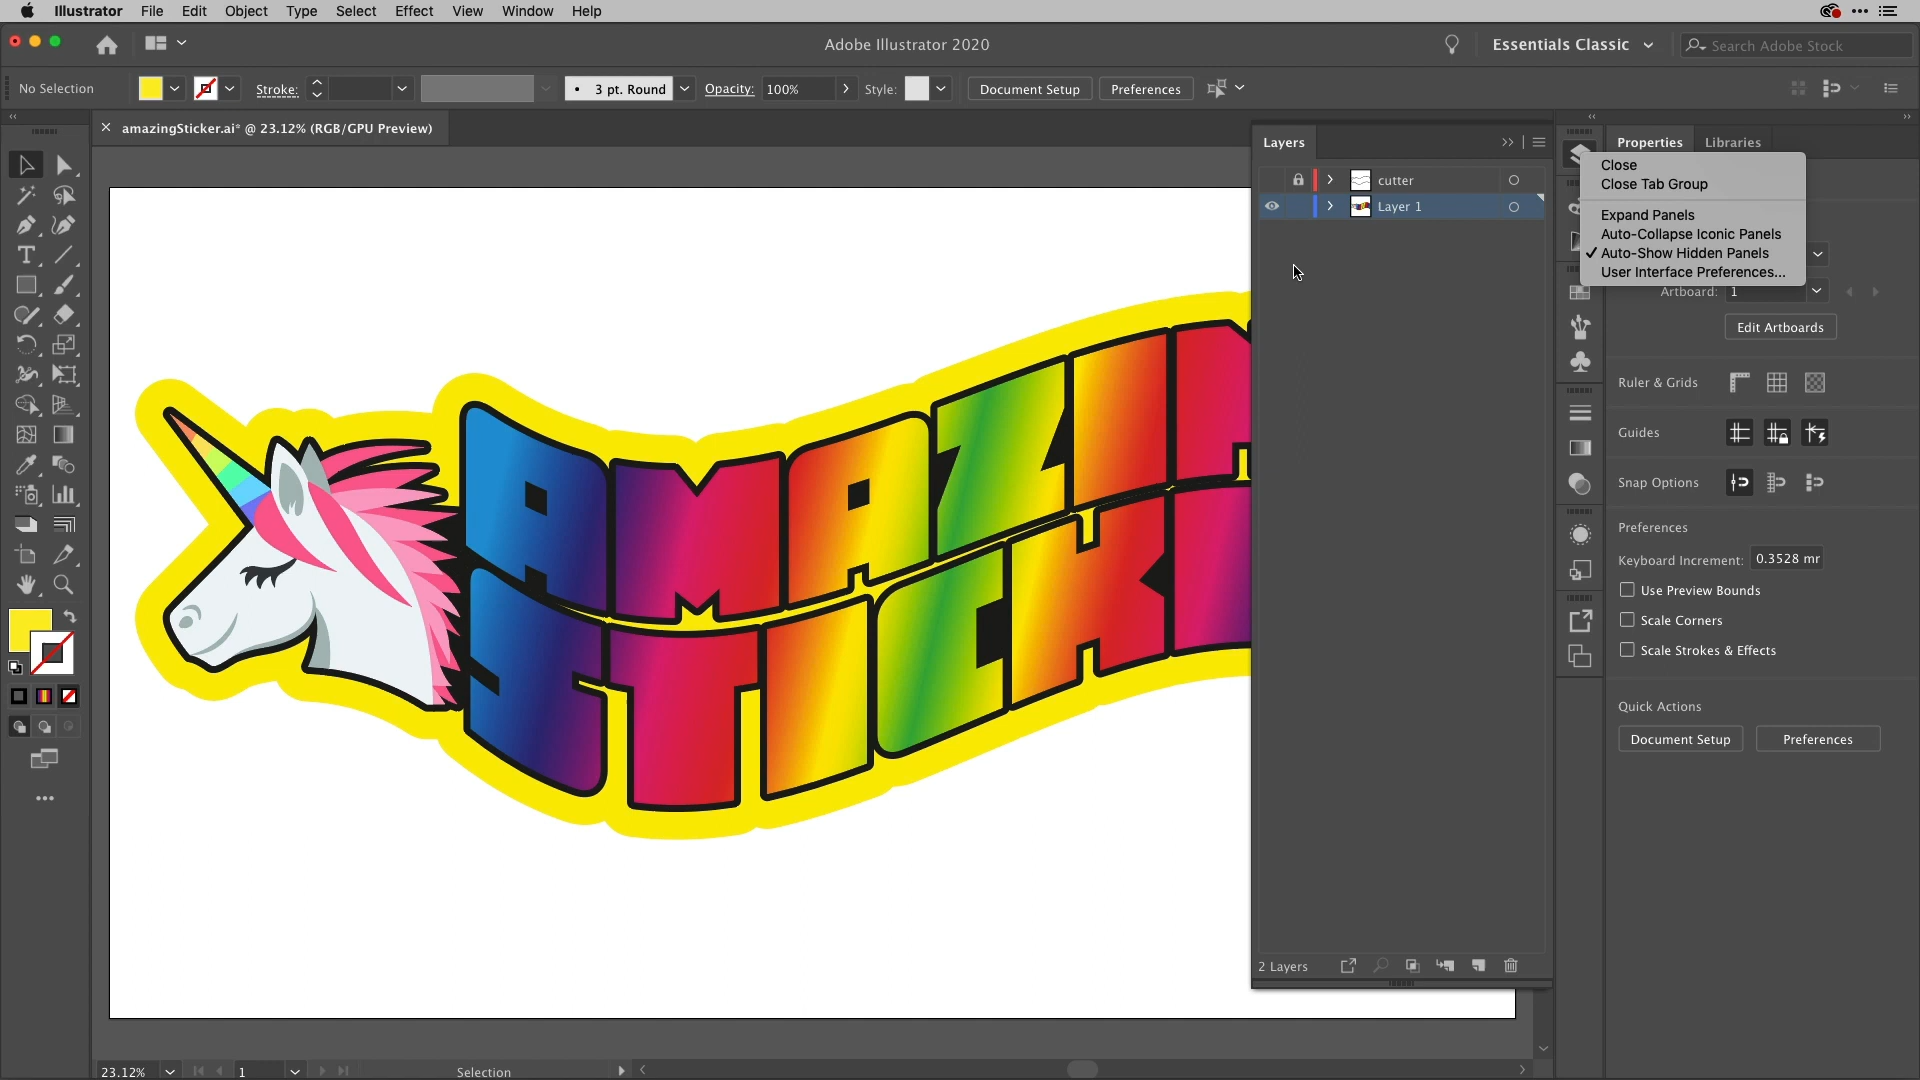 Illustrator File Edit Object Type Select Effect View Window Help
Adobe Illustrator 2020
Essentials Classic
Search Adobe Stock
No Selection
Stroke:
3 pt. Round
Opacity: 100%
Style:
Document Setup
Preferences
amazingSticker.ai* @ 23.12% (RGB/GPU Preview)
Layers
cutter
Layer 1
2 Layers
Properties
Libraries
Close
Close Tab Group
Expand Panels
Auto-Collapse Iconic Panels
Auto-Show Hidden Panels
User Interface Preferences...
Artboard: 1
Edit Artboards
Ruler & Grids
Guides
Snap Options
Preferences
Keyboard Increment: 0.3528 mr
Use Preview Bounds
Scale Corners
Scale Strokes & Effects
Quick Actions
Document Setup
Preferences
AMAZIN
STICK
23.12%
1
Selection